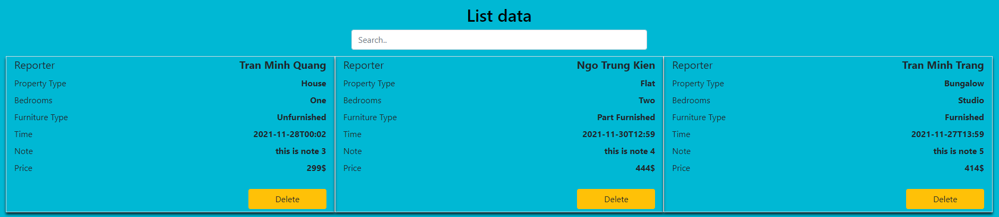 List data
Search..
Reporter Tran Minh Quang
Property Type House
Bedrooms One
Furniture Type Unfurnished
Time 2021-11-28T00:02
Note this is note 3
Price 299$
Delete
Reporter Ngo Trung Kien
Property Type Flat
Bedrooms Two
Furniture Type Part Furnished
Time 2021-11-30T12:59
Note this is note 4
Price 444$
Delete
Reporter Tran Minh Trang
Property Type Bungalow
Bedrooms Studio
Furniture Type Furnished
Time 2021-11-27T13:59
Note this is note 5
Price 414$
Delete